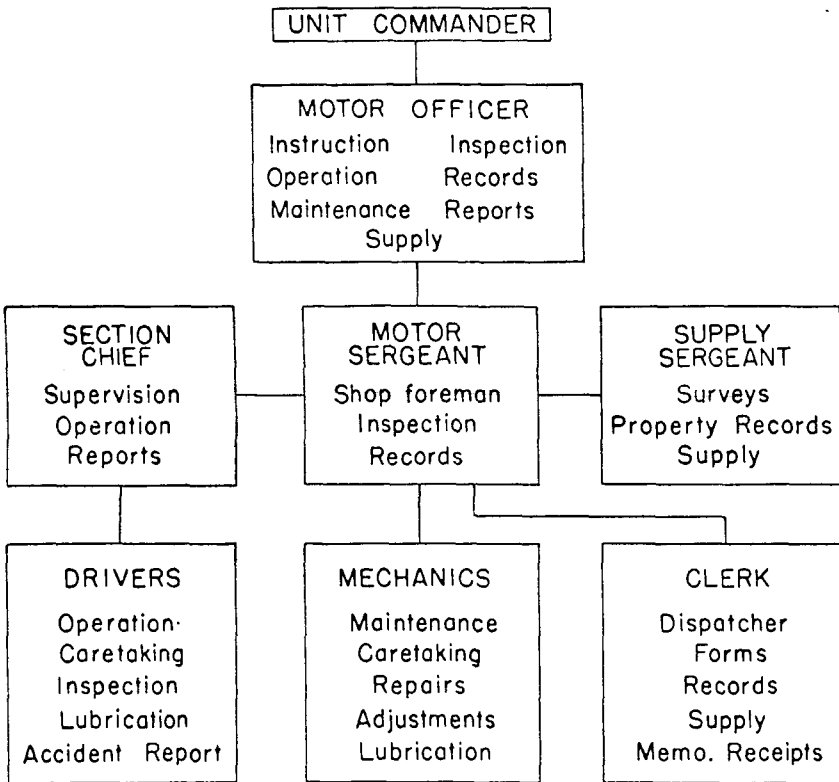 UNIT COMMANDER
MOTOR OFFICER
Instruction Inspection
Operation Records
Maintenance Reports
Supply
SECTION
CHIEF
Supervision
Operation
Reports
MOTOR
SERGEANT
Shop foreman
Inspection
Records
SUPPLY
SERGEANT
Surveys
Property Records
Supply
DRIVERS
Operation
Caretaking
Inspection
Lubrication
Accident Report
MECHANICS
Maintenance
Caretaking
Repairs
Adjustments
Lubrication
CLERK
Dispatcher
Forms
Records
Supply
Memo. Receipts